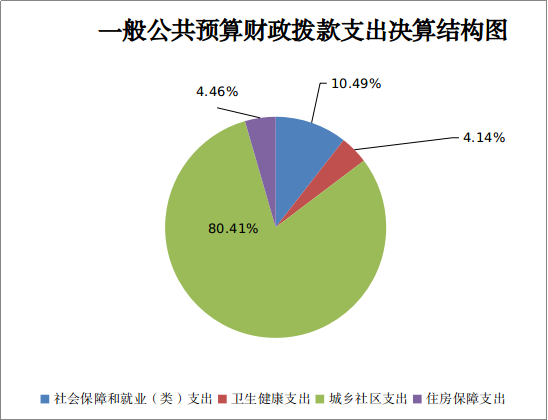 一般公共预算财政拨款支出决算结构图
10.49%
4.46%
4.14%
80.41%
社会保障和就业（类）支出 卫生健康支出 城乡社区支出 住房保障支出